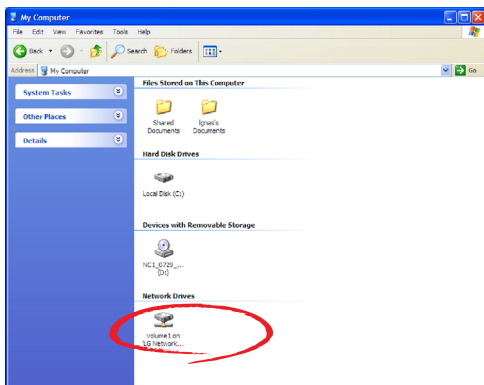 My Computer
File Edit View Favorites Tools Help
Back Search Folders
Address My Computer Go
System Tasks
Other Places
Details
Files Stored on This Computer
Shared
Documents
Ignas's
Documents
Hard Disk Drives
Local Disk (C:)
Devices with Removable Storage
NC1_0729_...
(D:)
Network Drives
volume1 on
'LG Network...